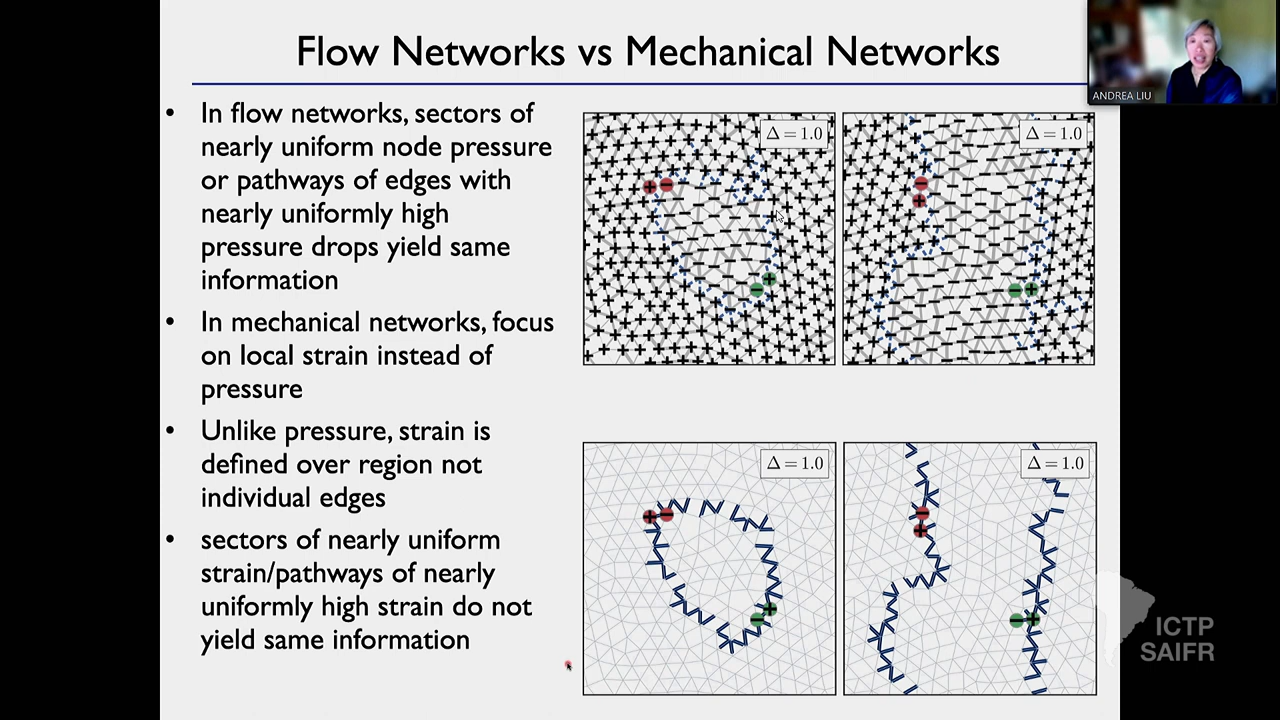 Flow Networks vs Mechanical Networks
ANDREA LIU
• In flow networks, sectors of
nearly uniform node pressure
or pathways of edges with
nearly uniformly high
pressure drops yield same
information
• In mechanical networks, focus
on local strain instead of
pressure
• Unlike pressure, strain is
defined over region not
individual edges
• sectors of nearly uniform
strain/pathways of nearly
uniformly high strain do not
yield same information
Δ = 1.0
Δ = 1.0
Δ = 1.0
Δ = 1.0
ICTP
SAIFR